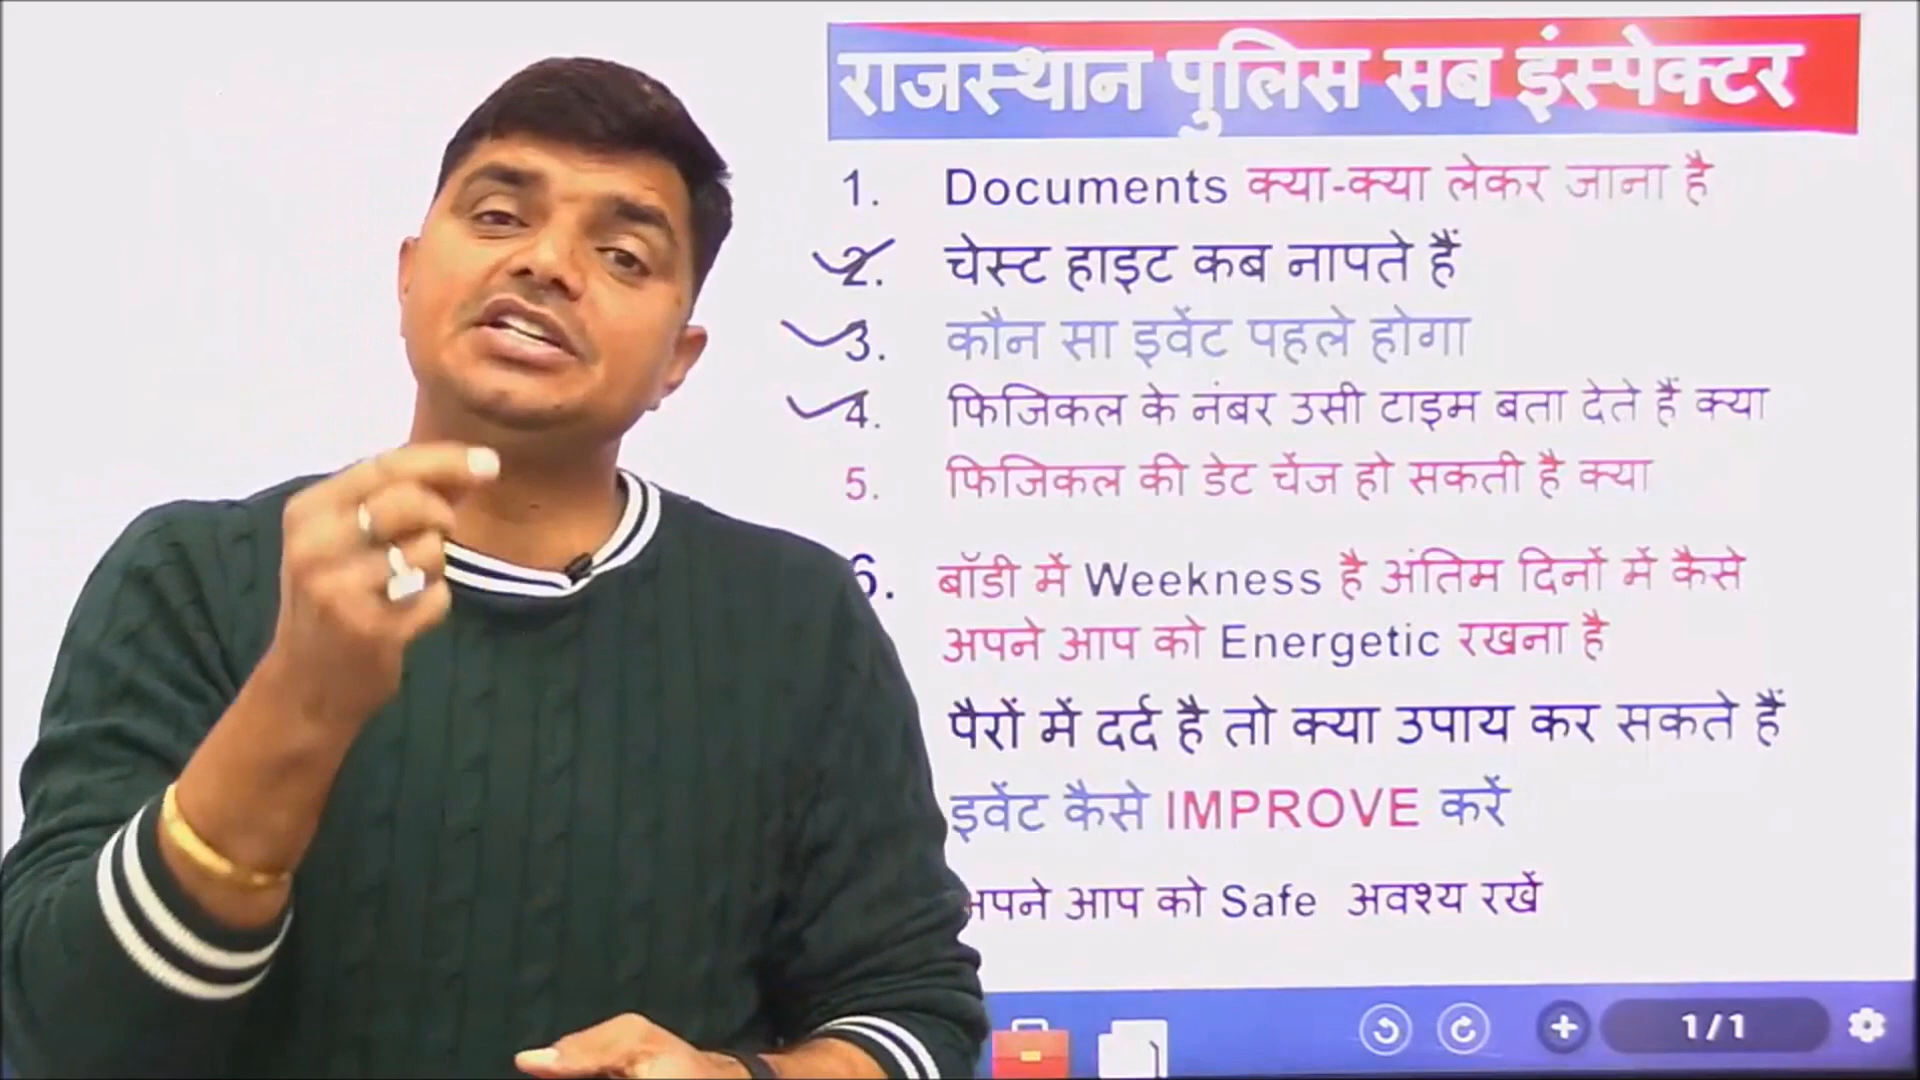 राजस्थान पुलिस सब इंस्पेक्टर
1. Documents क्या-क्या लेकर जाना है
2. चेस्ट हाइट कब नापते हैं
3. कौन सा इवेंट पहले होगा
4. फिजिकल के नंबर उसी टाइम बता देते हैं क्या
5. फिजिकल की डेट चेंज हो सकती है क्या
6. बॉडी में Weekness है अंतिम दिनों में कैसे
अपने आप को Energetic रखना है
पैरों में दर्द है तो क्या उपाय कर सकते हैं
इवेंट कैसे IMPROVE करें
अपने आप को Safe अवश्य रखें
1/1